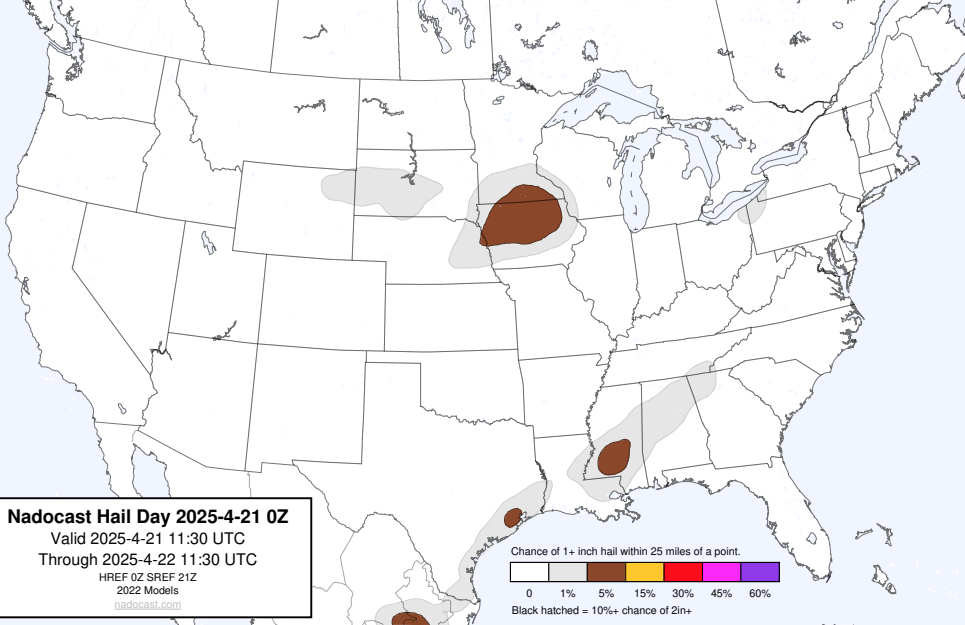 Nadocast Hail Day 2025-4-21 0Z
Valid 2025-4-21 11:30 UTC
Through 2025-4-22 11:30 UTC
HREF 0Z SREF 21Z
2022 Models
nadocast.com
Chance of 1+ inch hail within 25 miles of a point.
0 1% 5% 15% 30% 45% 60%
Black hatched = 10%+ chance of 2in+